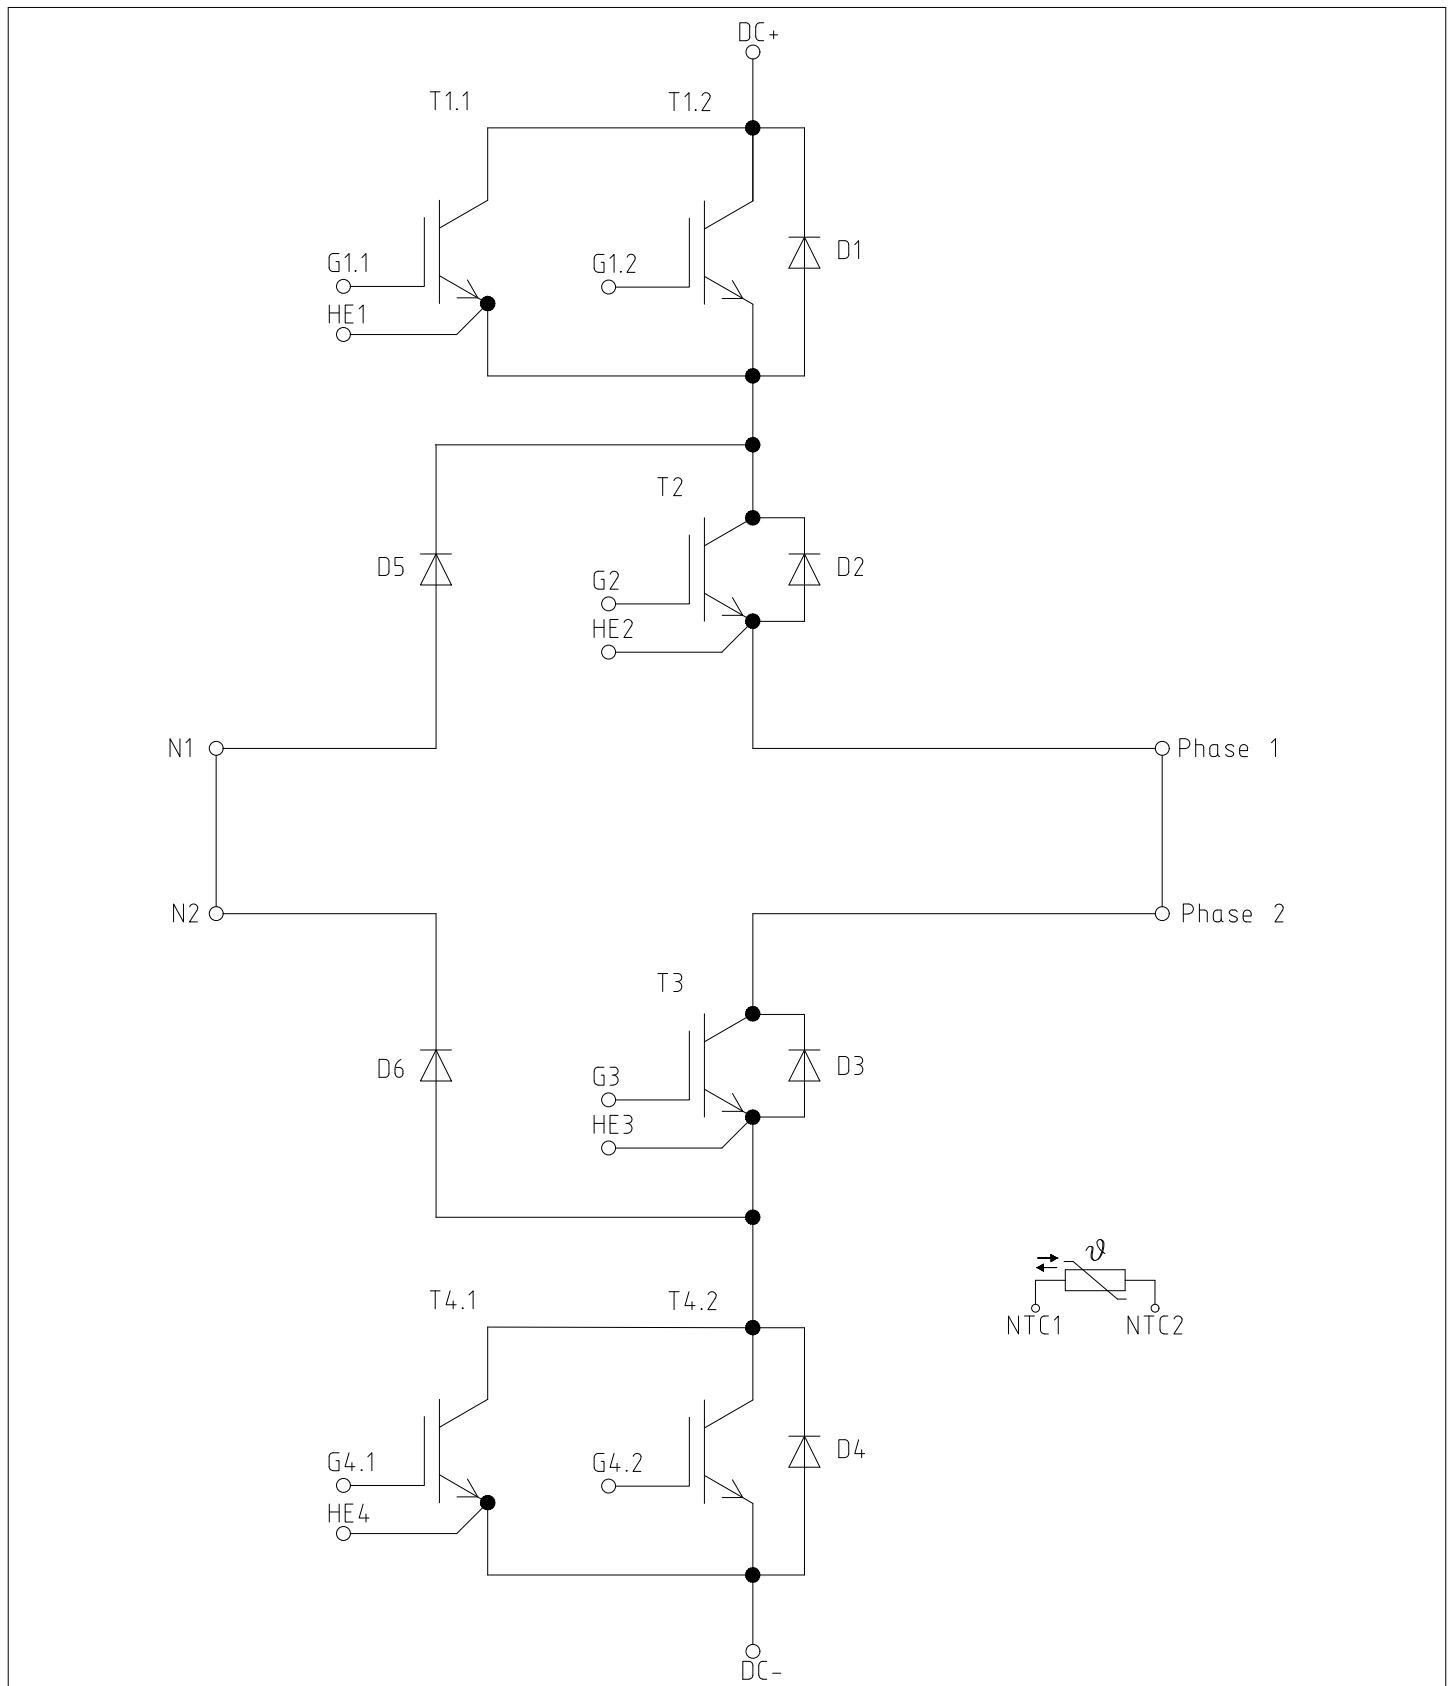 DC+
T1.1
T1.2
D1
G1.1
G1.2
HE1
T2
D5
D2
G2
HE2
N1
Phase 1
N2
Phase 2
T3
D6
D3
G3
HE3
ϑ
T4.1
T4.2
NTC1
NTC2
D4
G4.1
G4.2
HE4
DC-